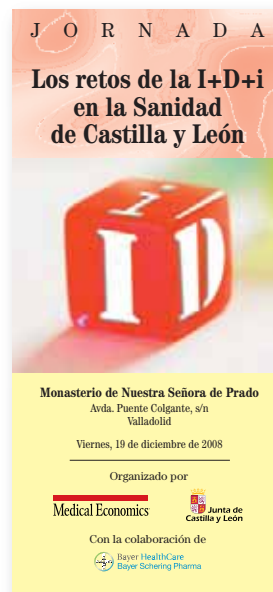 JORNADA
Los retos de la I+D+i
en la Sanidad
de Castilla y León
i
I D
Monasterio de Nuestra Señora de Prado
Avda. Puente Colgante, s/n
Valladolid
Viernes, 19 de diciembre de 2008
Organizado por
Medical Economics
Junta de
Castilla y León
Con la colaboración de
Bayer HealthCare
Bayer Schering Pharma